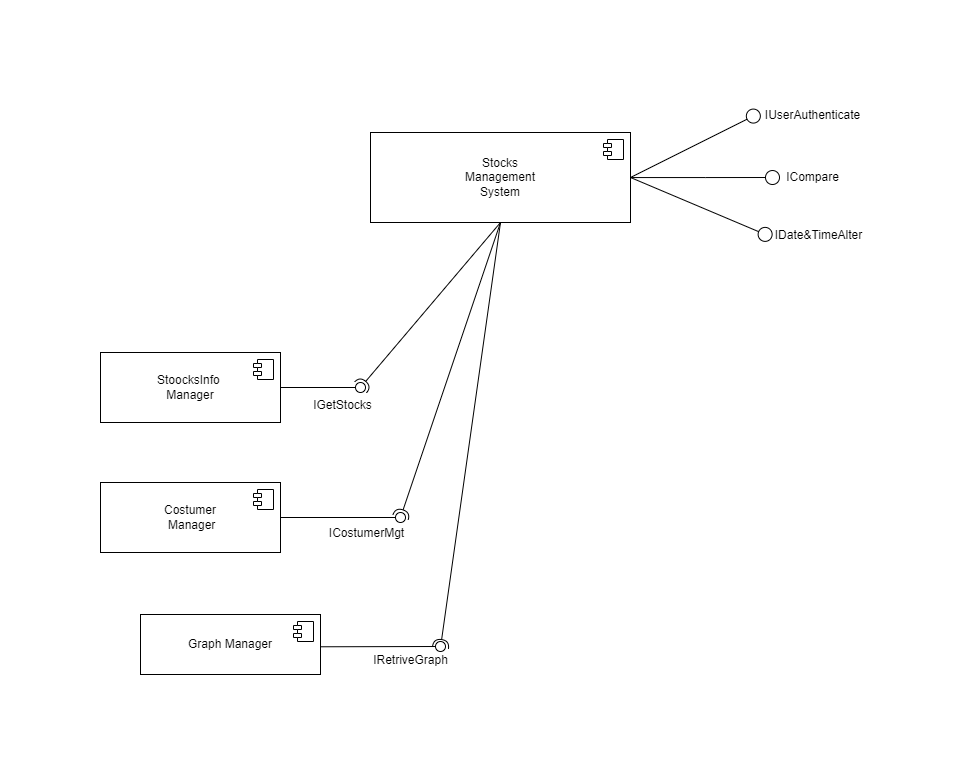 IUserAuthenticate
Stocks
Management
System
ICompare
IDate&TimeAlter
StoocksInfo
Manager
IGetStocks
Costumer
Manager
ICostumerMgt
Graph Manager
IRetriveGraph